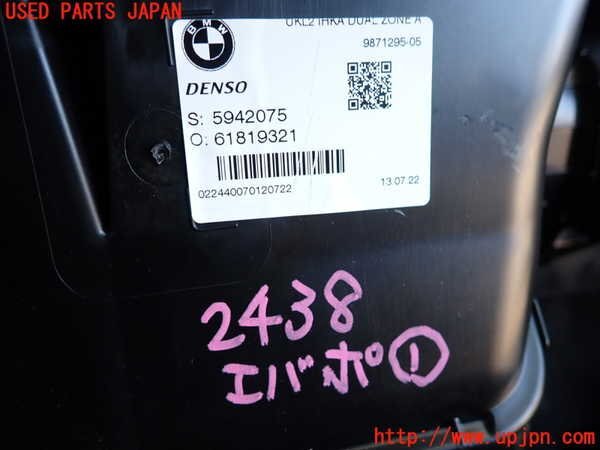 USED PARTS JAPAN
BMW
UKL2 IHKA DUAL ZONE A
9871295-05
DENSO
S: 5942075
O: 61819321
022440070120722
13.07.22
2438
エバポ①
http://www.upjpn.com/